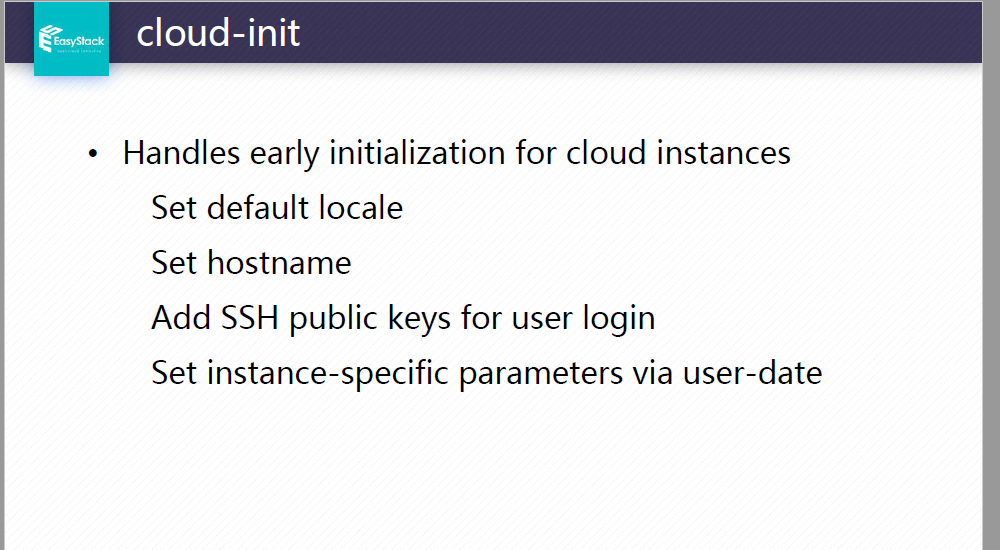 EasyStack
cloud-init
• Handles early initialization for cloud instances
Set default locale
Set hostname
Add SSH public keys for user login
Set instance-specific parameters via user-date